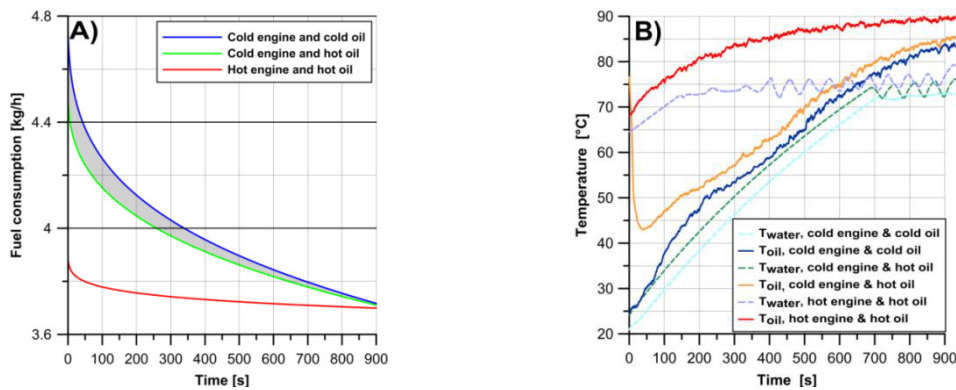 A)
Cold engine and cold oil
Cold engine and hot oil
Hot engine and hot oil
Fuel consumption [kg/h]
4.8
4.4
4
3.6
0 100 200 300 400 500 600 700 800 900
Time [s]
B)
Temperature [°C]
90
80
70
60
50
40
30
20
Twater, cold engine & cold oil
Toil, cold engine & cold oil
Twater, cold engine & hot oil
Toil, cold engine & hot oil
Twater, hot engine & hot oil
Toil, hot engine & hot oil
0 100 200 300 400 500 600 700 800 900
Time [s]